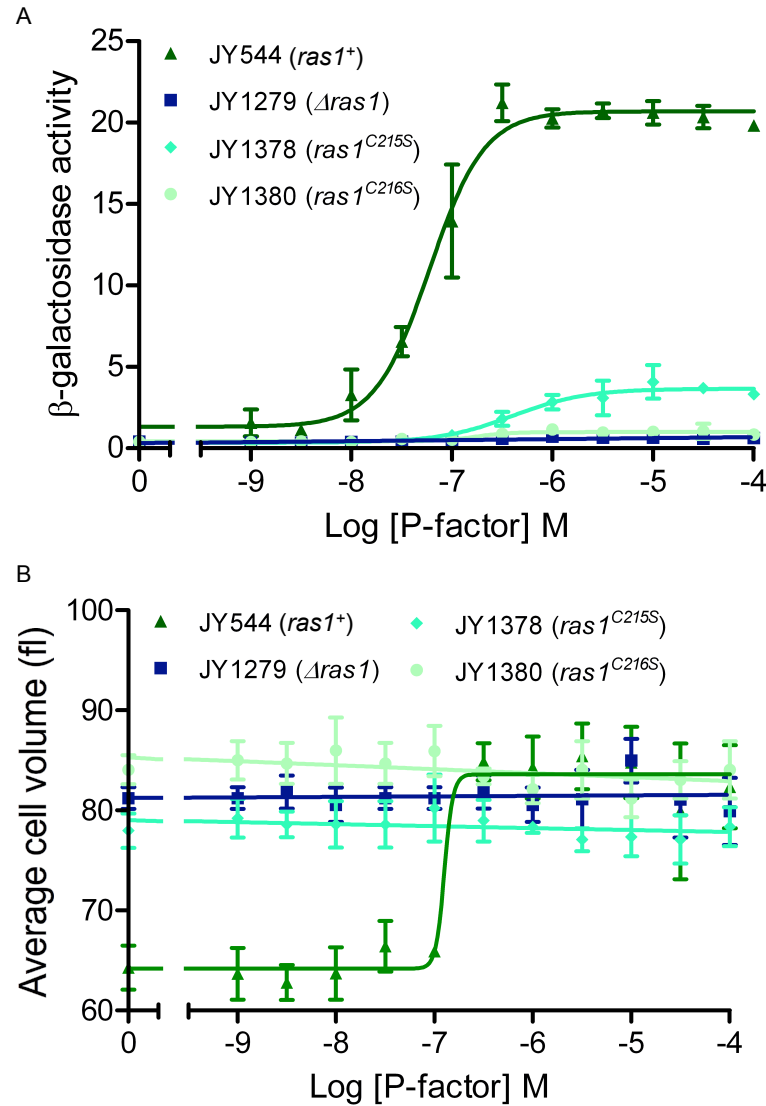 A
β-galactosidase activity
25
20
15
10
5
0
JY544 (ras1⁺)
JY1279 (Δras1)
JY1378 (ras1ᶜ²¹⁵ˢ)
JY1380 (ras1ᶜ²¹⁶ˢ)
0 -9 -8 -7 -6 -5 -4
Log [P-factor] M
B
Average cell volume (fl)
100
90
80
70
60
JY544 (ras1⁺) JY1378 (ras1ᶜ²¹⁵ˢ)
JY1279 (Δras1) JY1380 (ras1ᶜ²¹⁶ˢ)
0 -9 -8 -7 -6 -5 -4
Log [P-factor] M